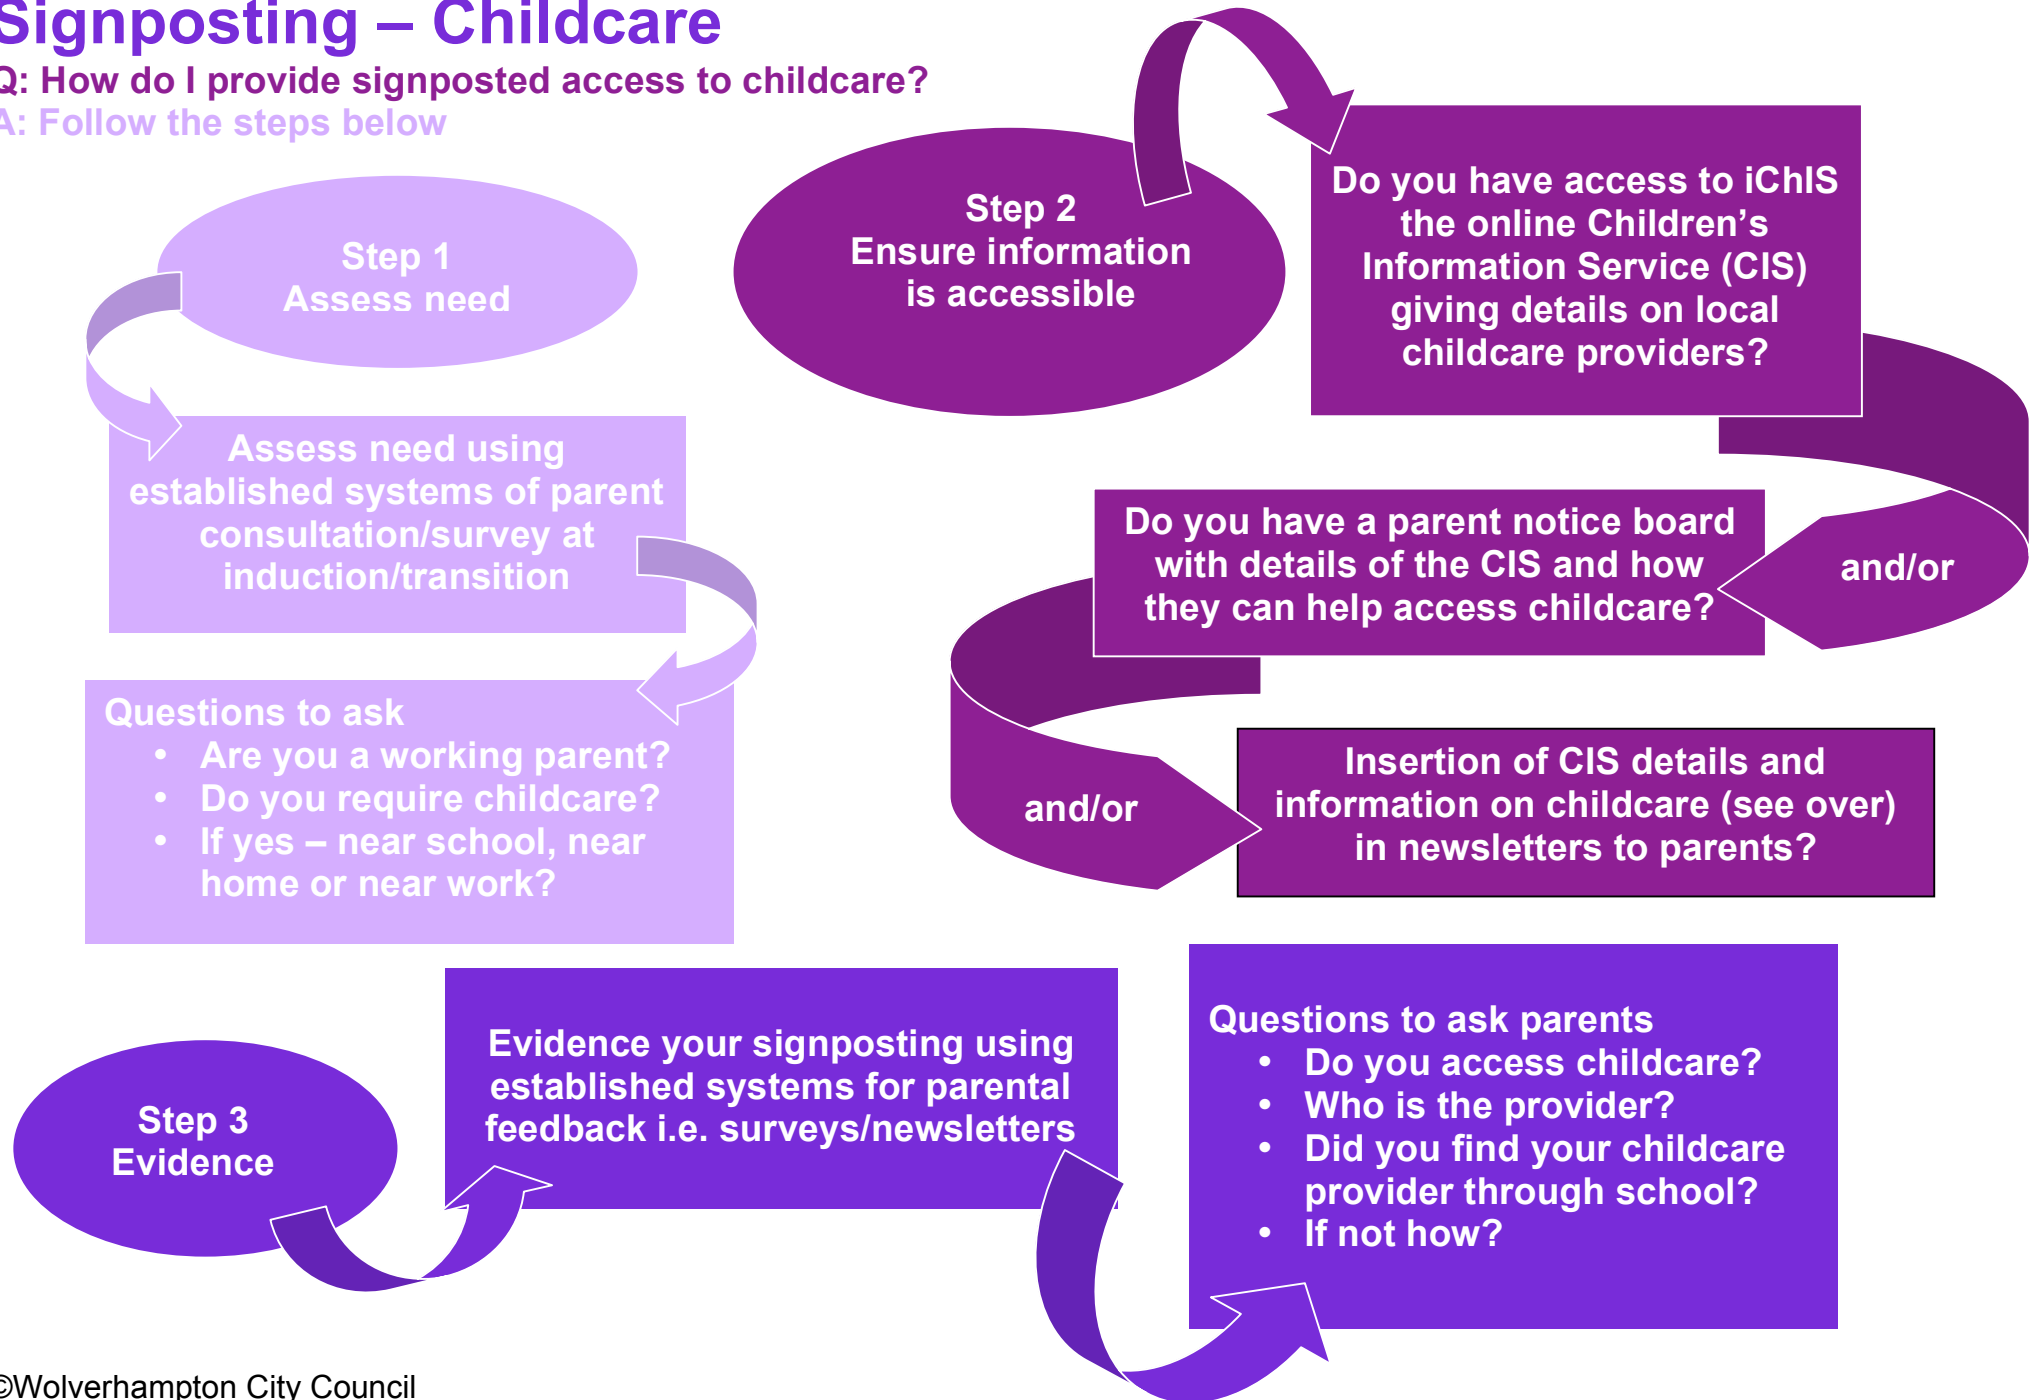 Signposting – Childcare
Q: How do I provide signposted access to childcare?
A: Follow the steps below
Step 1
Assess need
Assess need using
established systems of parent
consultation/survey at
induction/transition
Questions to ask
• Are you a working parent?
• Do you require childcare?
• If yes – near school, near
home or near work?
Step 2
Ensure information
is accessible
Do you have access to iChIS
the online Children’s
Information Service (CIS)
giving details on local
childcare providers?
and/or
Do you have a parent notice board
with details of the CIS and how
they can help access childcare?
and/or
Insertion of CIS details and
information on childcare (see over)
in newsletters to parents?
Step 3
Evidence
Evidence your signposting using
established systems for parental
feedback i.e. surveys/newsletters
Questions to ask parents
• Do you access childcare?
• Who is the provider?
• Did you find your childcare
provider through school?
• If not how?
©Wolverhampton City Council